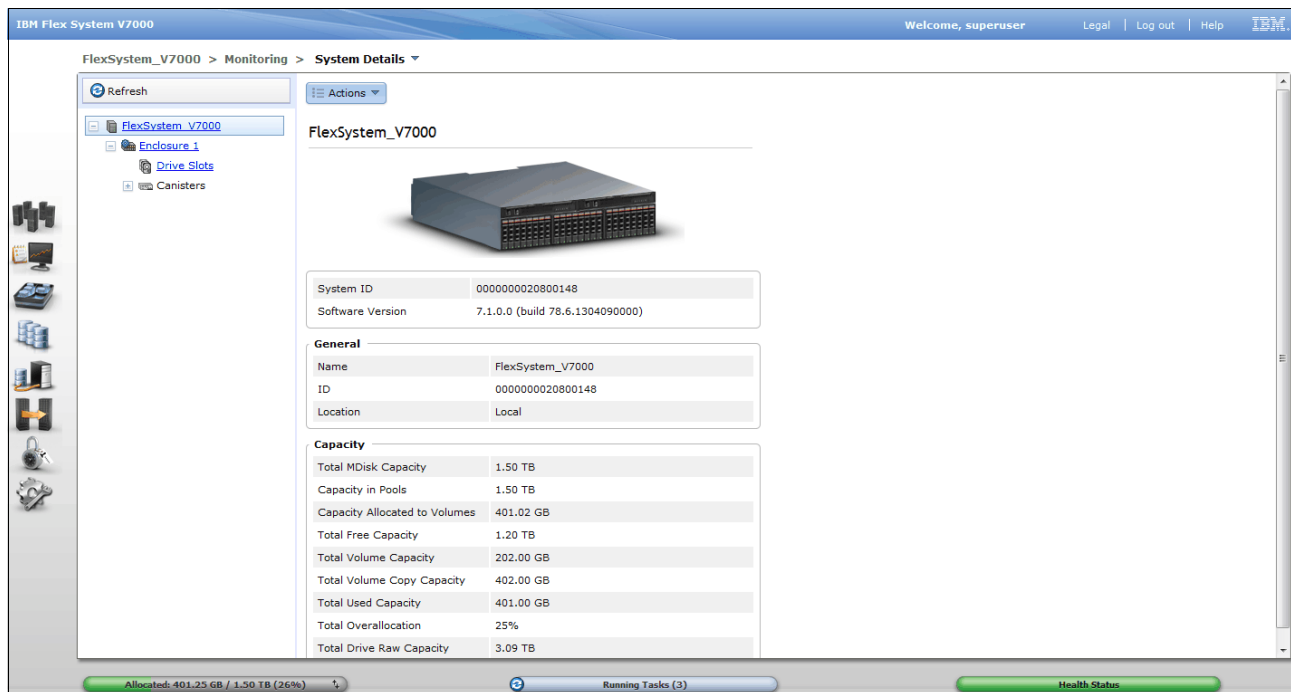 IBM Flex System V7000
Welcome, superuser
Legal | Log out | Help
IBM.
FlexSystem_V7000 > Monitoring > System Details
Refresh
Actions
FlexSystem_V7000
Enclosure 1
Drive Slots
Canisters
FlexSystem_V7000
System ID 0000000020800148
Software Version 7.1.0.0 (build 78.6.1304090000)
General
Name FlexSystem_V7000
ID 0000000020800148
Location Local
Capacity
Total MDisk Capacity 1.50 TB
Capacity in Pools 1.50 TB
Capacity Allocated to Volumes 401.02 GB
Total Free Capacity 1.20 TB
Total Volume Capacity 202.00 GB
Total Volume Copy Capacity 402.00 GB
Total Used Capacity 401.00 GB
Total Overallocation 25%
Total Drive Raw Capacity 3.09 TB
Allocated: 401.25 GB / 1.50 TB (26%)
Running Tasks (3)
Health Status